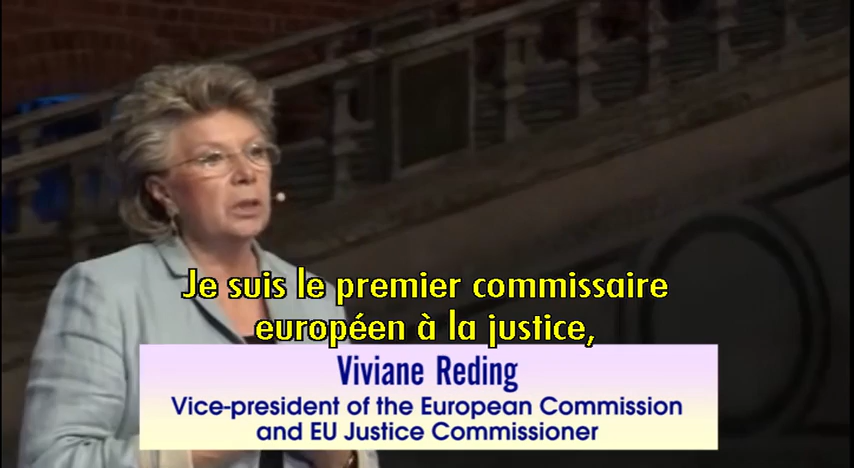 Je suis le premier commissaire
européen à la justice,
Viviane Reding
Vice-president of the European Commission
and EU Justice Commissioner